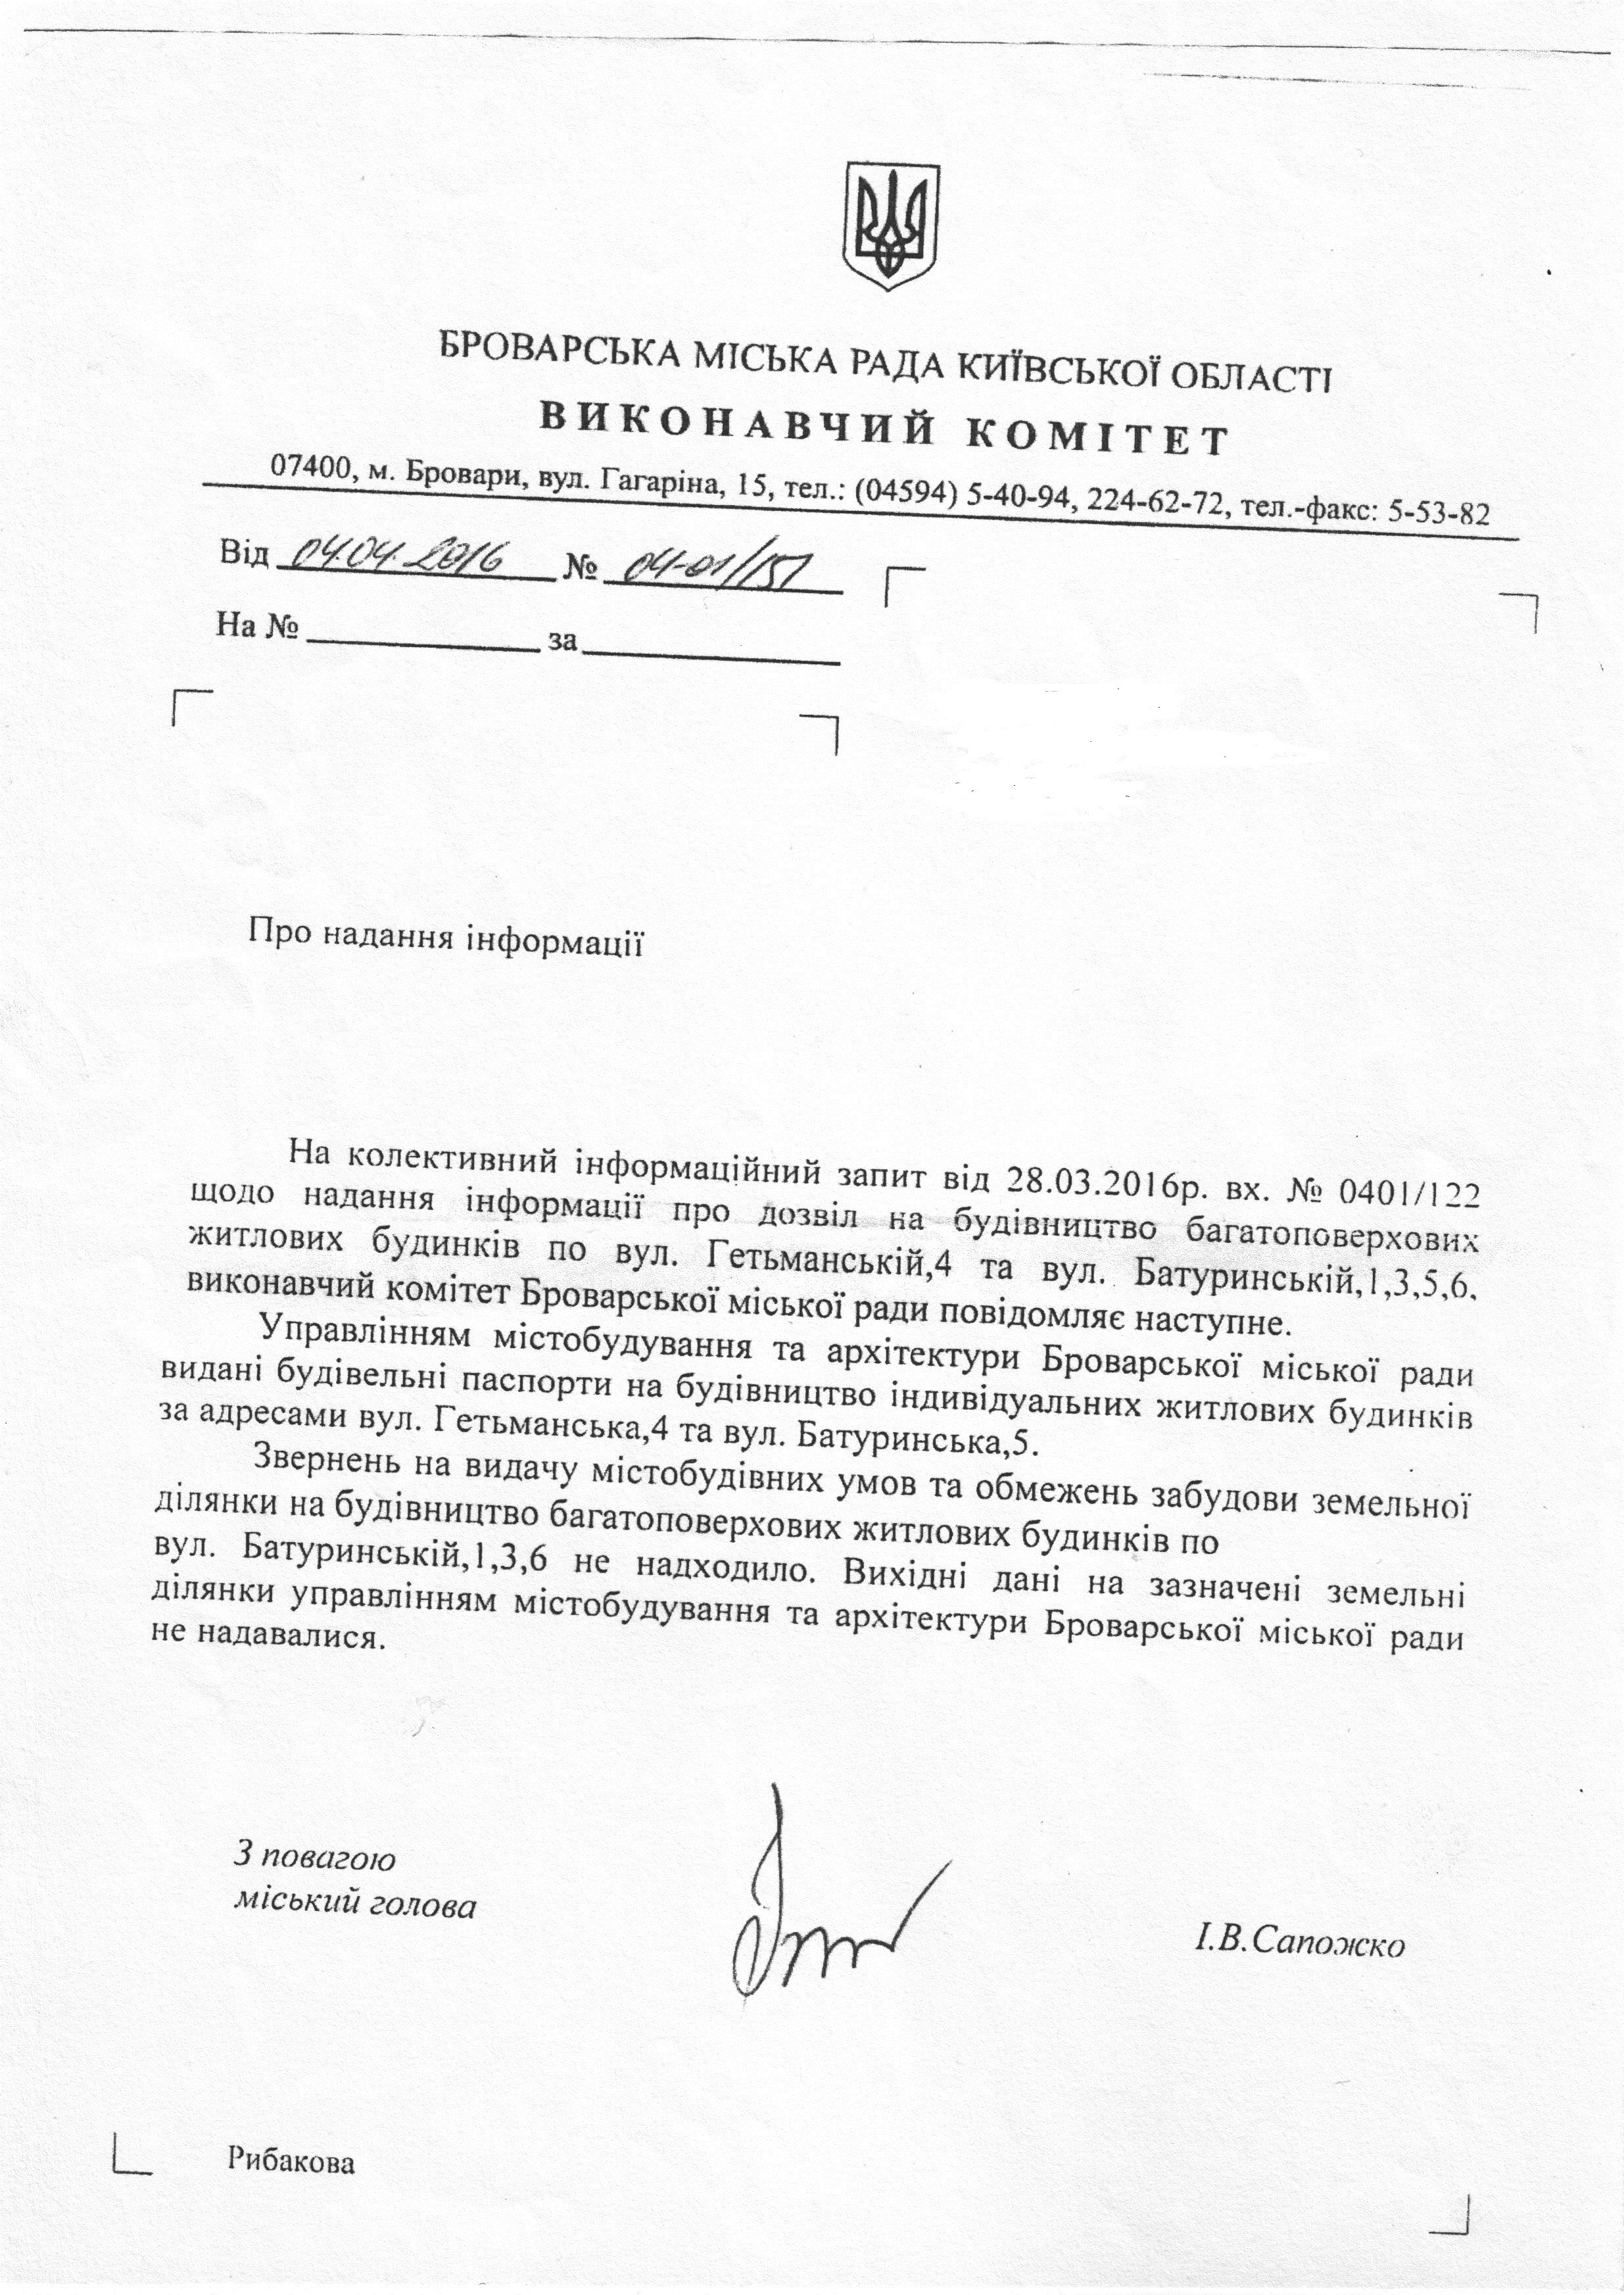 БРОВАРСЬКА МІСЬКА РАДА КИЇВСЬКОЇ ОБЛАСТІ
ВИКОНАВЧИЙ КОМІТЕТ
07400, м. Бровари, вул. Гагаріна, 15, тел.: (04594) 5-40-94, 224-62-72, тел.-факс: 5-53-82
Від 04.04.2016 № 04-01/151
На № за
Про надання інформації
На колективний інформаційний запит від 28.03.2016р. вх. № 0401/122
щодо надання інформації про дозвіл на будівництво багатоповерхових
житлових будинків по вул. Гетьманській,4 та вул. Батуринській,1,3,5,6.
виконавчий комітет Броварської міської ради повідомляє наступне.
Управлінням містобудування та архітектури Броварської міської ради
видані будівельні паспорти на будівництво індивідуальних житлових будинків
за адресами вул. Гетьманська,4 та вул. Батуринська,5.
Звернень на видачу містобудівних умов та обмежень забудови земельної
ділянки на будівництво багатоповерхових житлових будинків по
вул. Батуринській,1,3,6 не надходило. Вихідні дані на зазначені земельні
ділянки управлінням містобудування та архітектури Броварської міської ради
не надавалися.
З повагою
міський голова
І.В.Сапожко
Рибакова